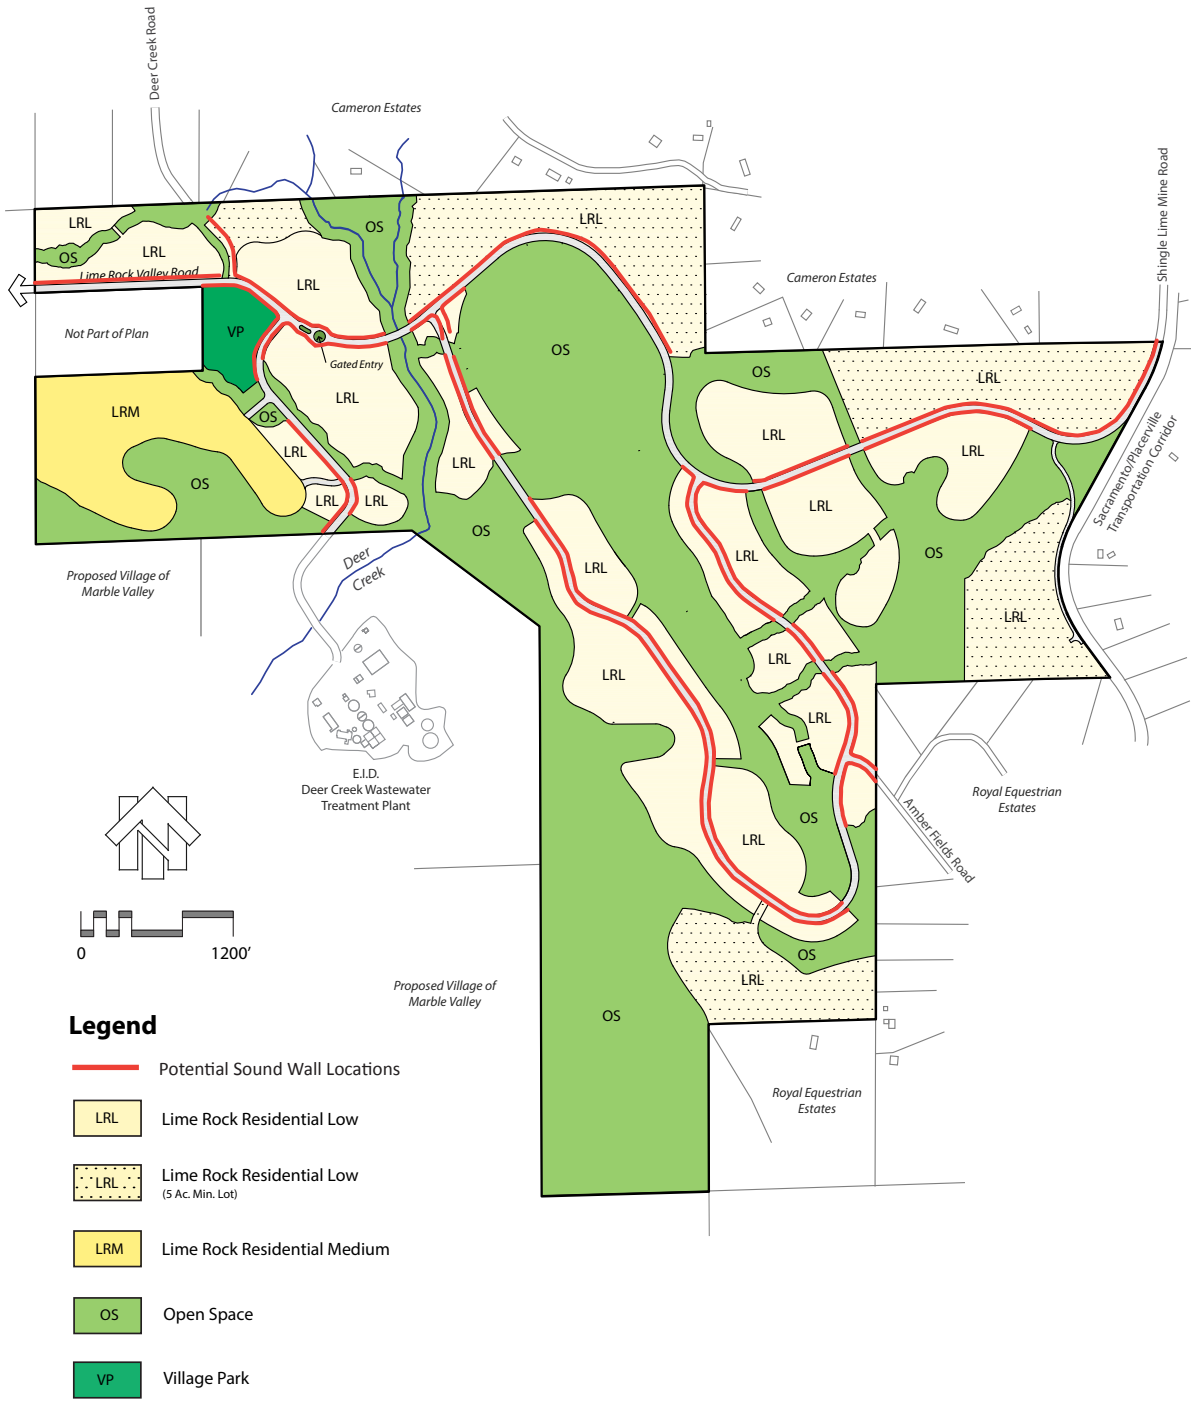 Deer Creek Road
Cameron Estates
Shingle Lime Mine Road
LRL
OS
LRL
OS
LRL
Lime Rock Valley Road
LRL
Cameron Estates
Not Part of Plan
VP
Gated Entry
OS
OS
LRL
LRL
LRM
OS
LRL
LRL
LRL
LRL
Sacramento/Placerville
Transportation Corridor
OS
LRL
LRL
LRL
OS
LRL
OS
Proposed Village of
Marble Valley
Deer
Creek
LRL
LRL
LRL
LRL
LRL
LRL
E.I.D.
Deer Creek Wastewater
Treatment Plant
Royal Equestrian
Estates
Amber Fields Road
OS
LRL
0
1200’
OS
LRL
Proposed Village of
Marble Valley
OS
Royal Equestrian
Estates
Legend
Potential Sound Wall Locations
LRL
Lime Rock Residential Low
LRL
Lime Rock Residential Low
(5 Ac. Min. Lot)
LRM
Lime Rock Residential Medium
OS
Open Space
VP
Village Park